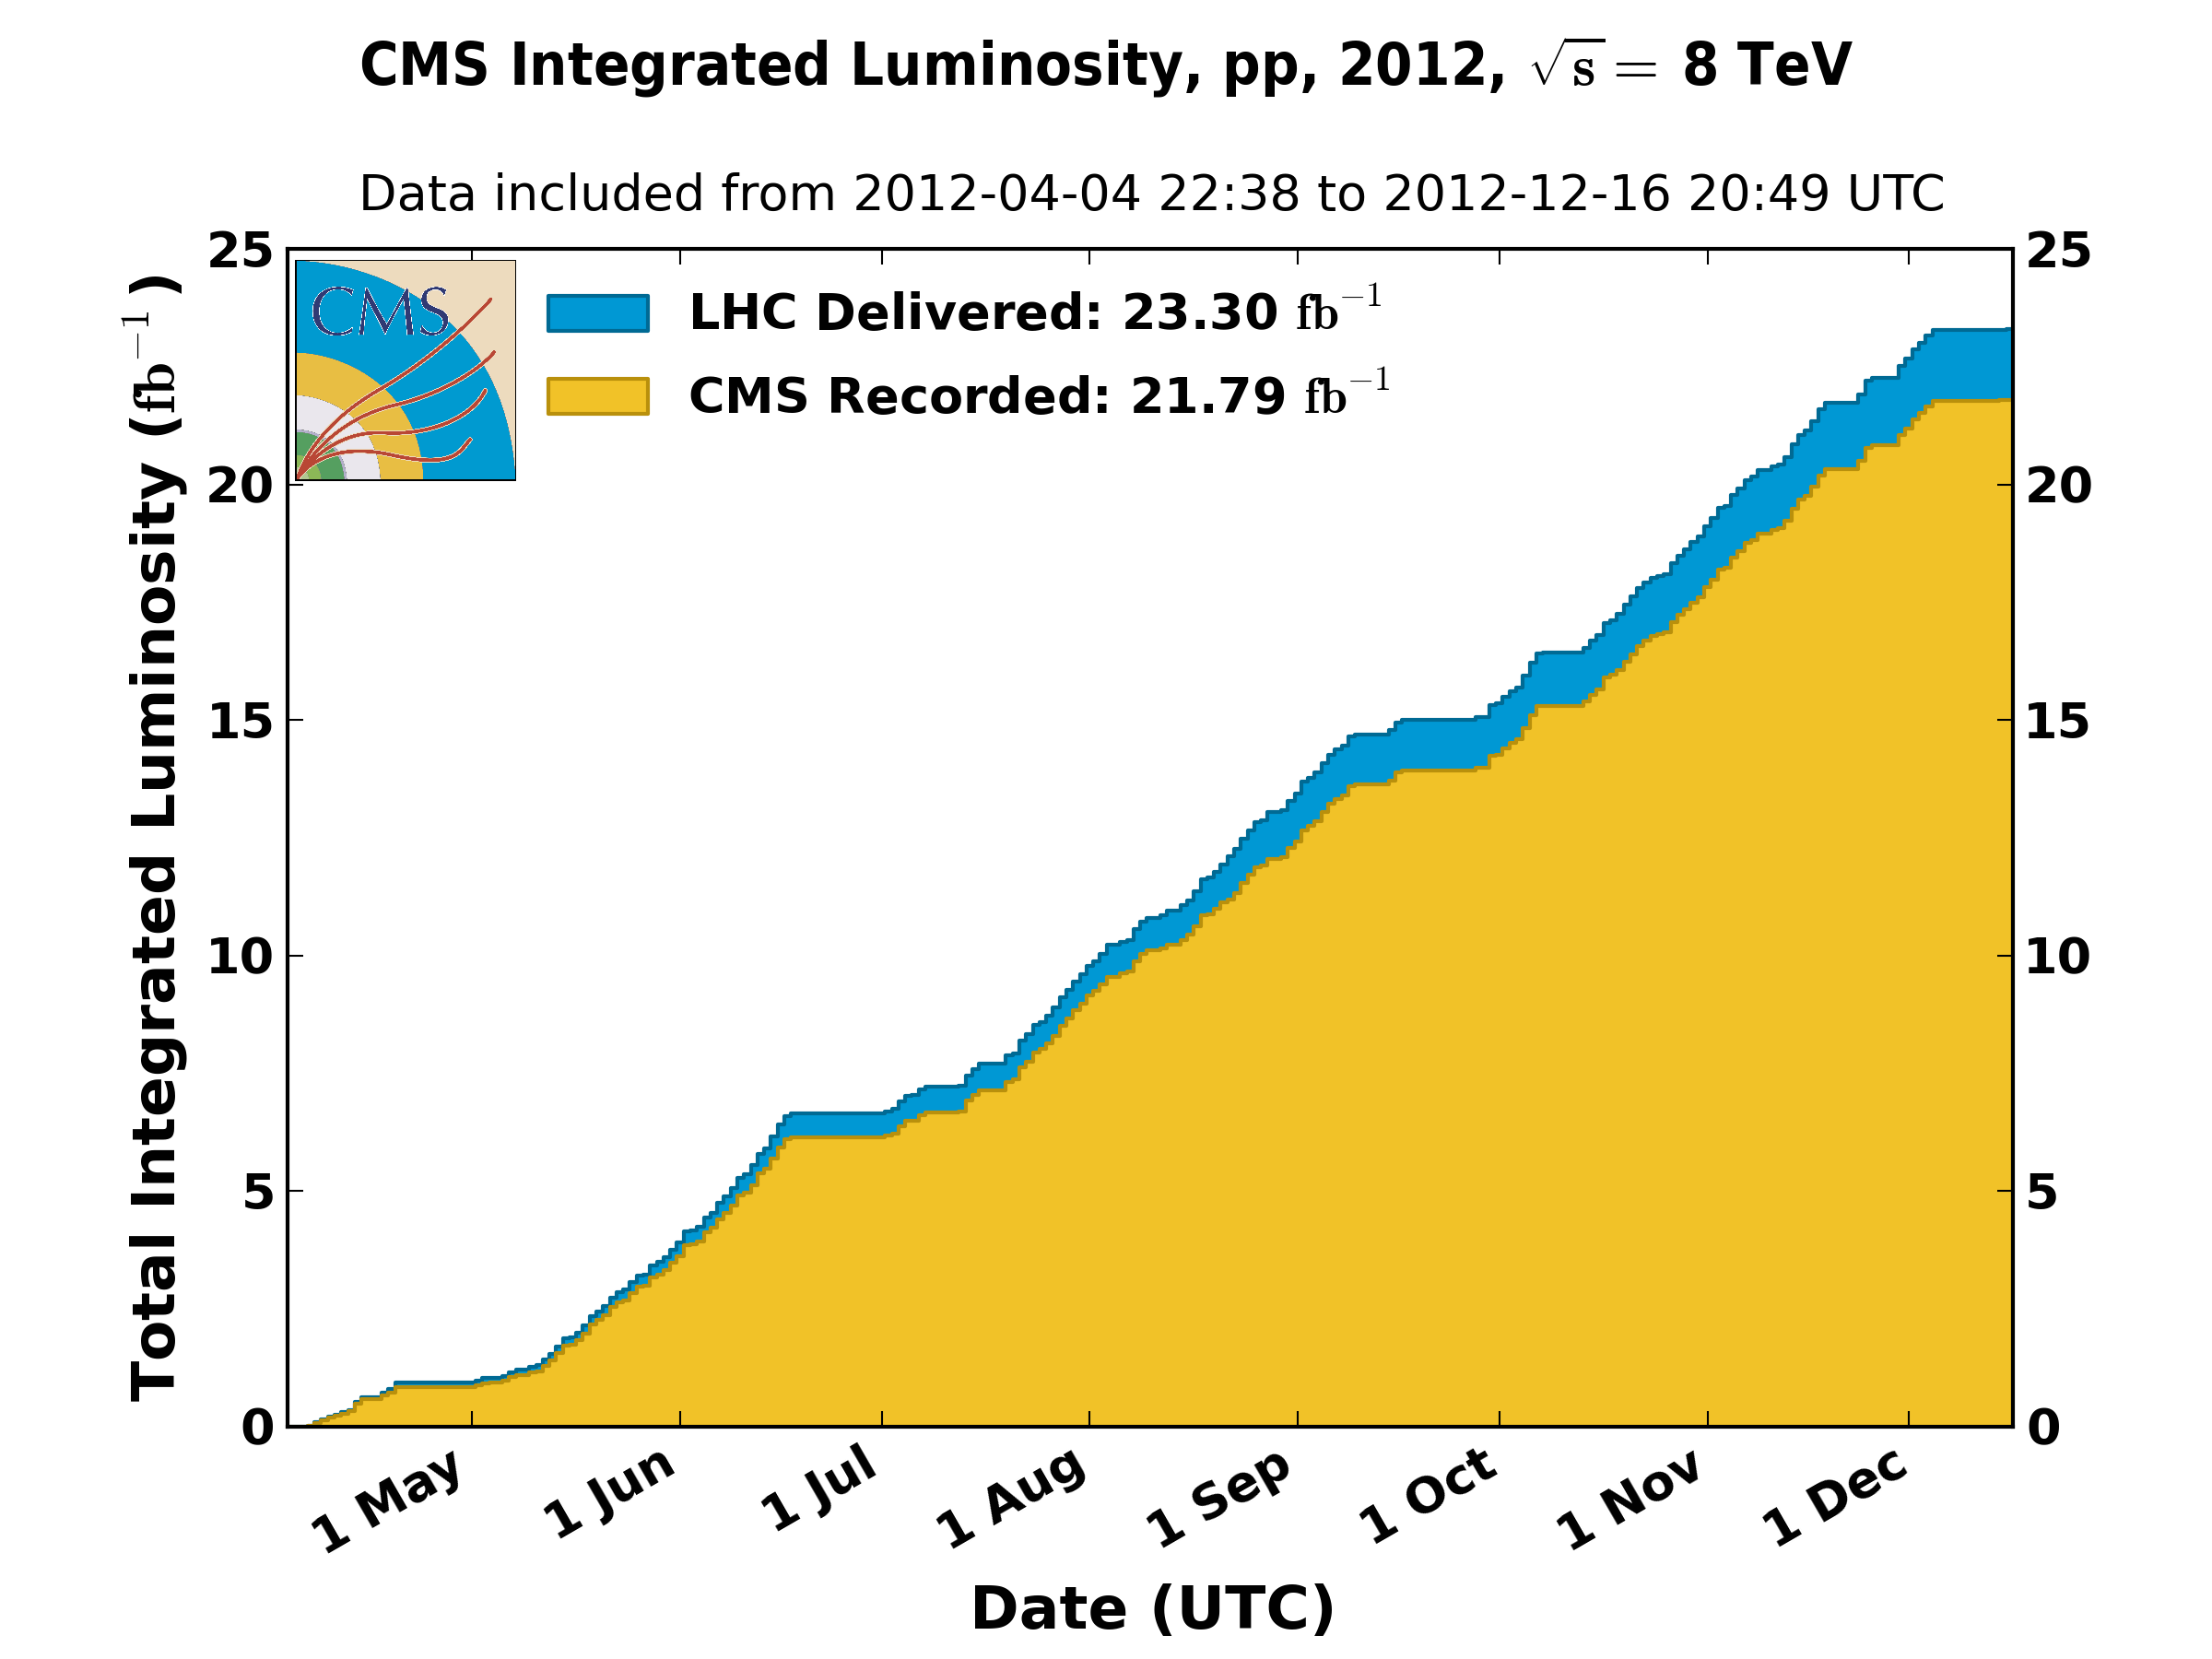 CMS Integrated Luminosity, pp, 2012, √s = 8 TeV
Data included from 2012-04-04 22:38 to 2012-12-16 20:49 UTC
CMS
LHC Delivered: 23.30 fb⁻¹
CMS Recorded: 21.79 fb⁻¹
Total Integrated Luminosity (fb⁻¹)
25
20
15
10
5
0
25
20
15
10
5
0
1 May
1 Jun
1 Jul
1 Aug
1 Sep
1 Oct
1 Nov
1 Dec
Date (UTC)